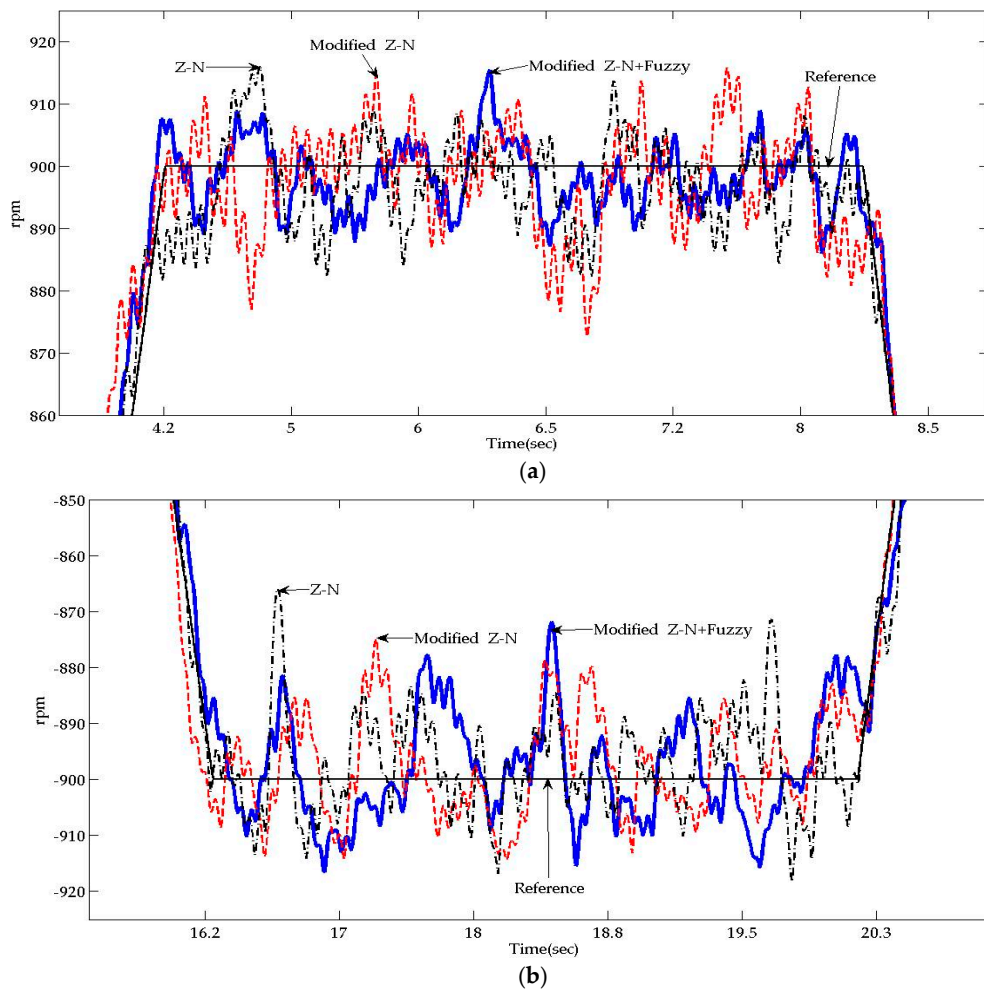 920
910
900
890
880
870
860
rpm
Z-N
Modified Z-N
Modified Z-N+Fuzzy
Reference
4.2 5 6 6.5 7.2 8 8.5
Time(sec)
(a)
-850
-860
-870
-880
-890
-900
-910
-920
rpm
Z-N
Modified Z-N
Modified Z-N+Fuzzy
Reference
16.2 17 18 18.8 19.5 20.3
Time(sec)
(b)